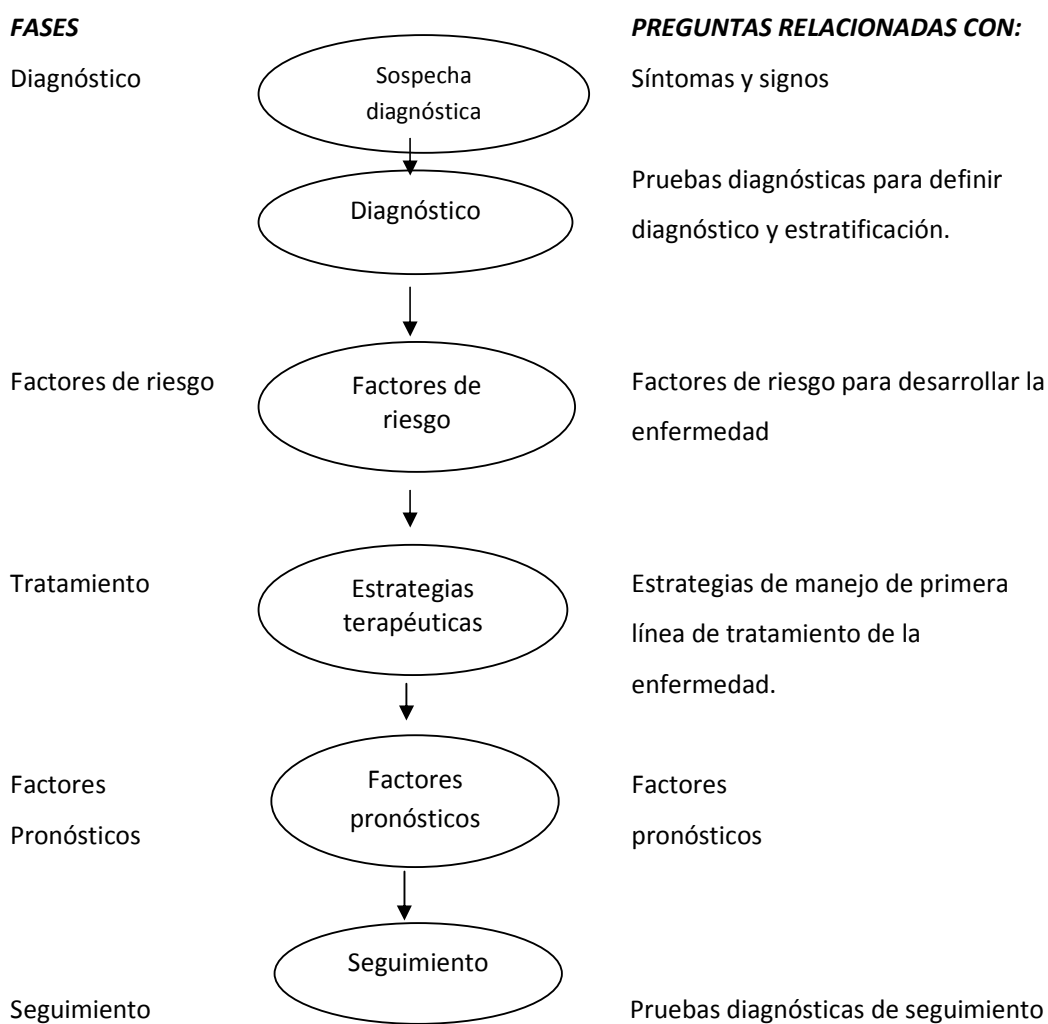 FASES
PREGUNTAS RELACIONADAS CON:
Diagnóstico
Sospecha
diagnóstica
Síntomas y signos
Diagnóstico
Pruebas diagnósticas para definir
diagnóstico y estratificación.
Factores de riesgo
Factores de
riesgo
Factores de riesgo para desarrollar la
enfermedad
Tratamiento
Estrategias
terapéuticas
Estrategias de manejo de primera
línea de tratamiento de la
enfermedad.
Factores
Pronósticos
Factores
pronósticos
Factores
pronósticos
Seguimiento
Seguimiento
Pruebas diagnósticas de seguimiento